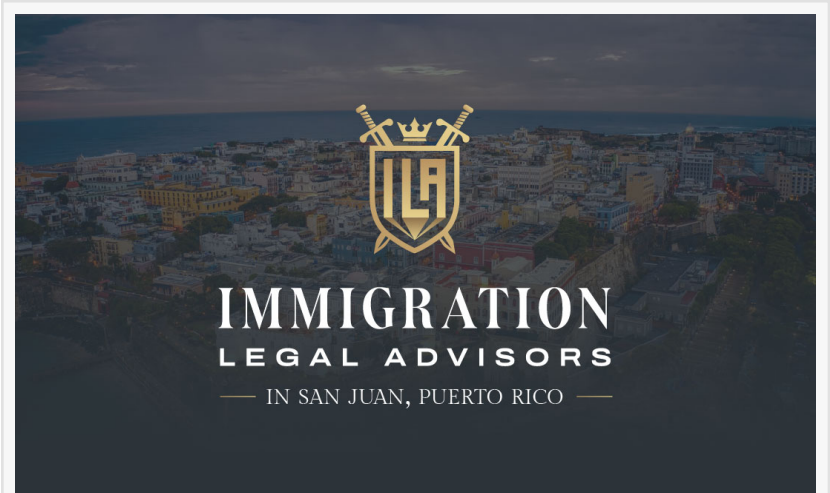 ILA
IMMIGRATION
LEGAL ADVISORS
IN SAN JUAN, PUERTO RICO